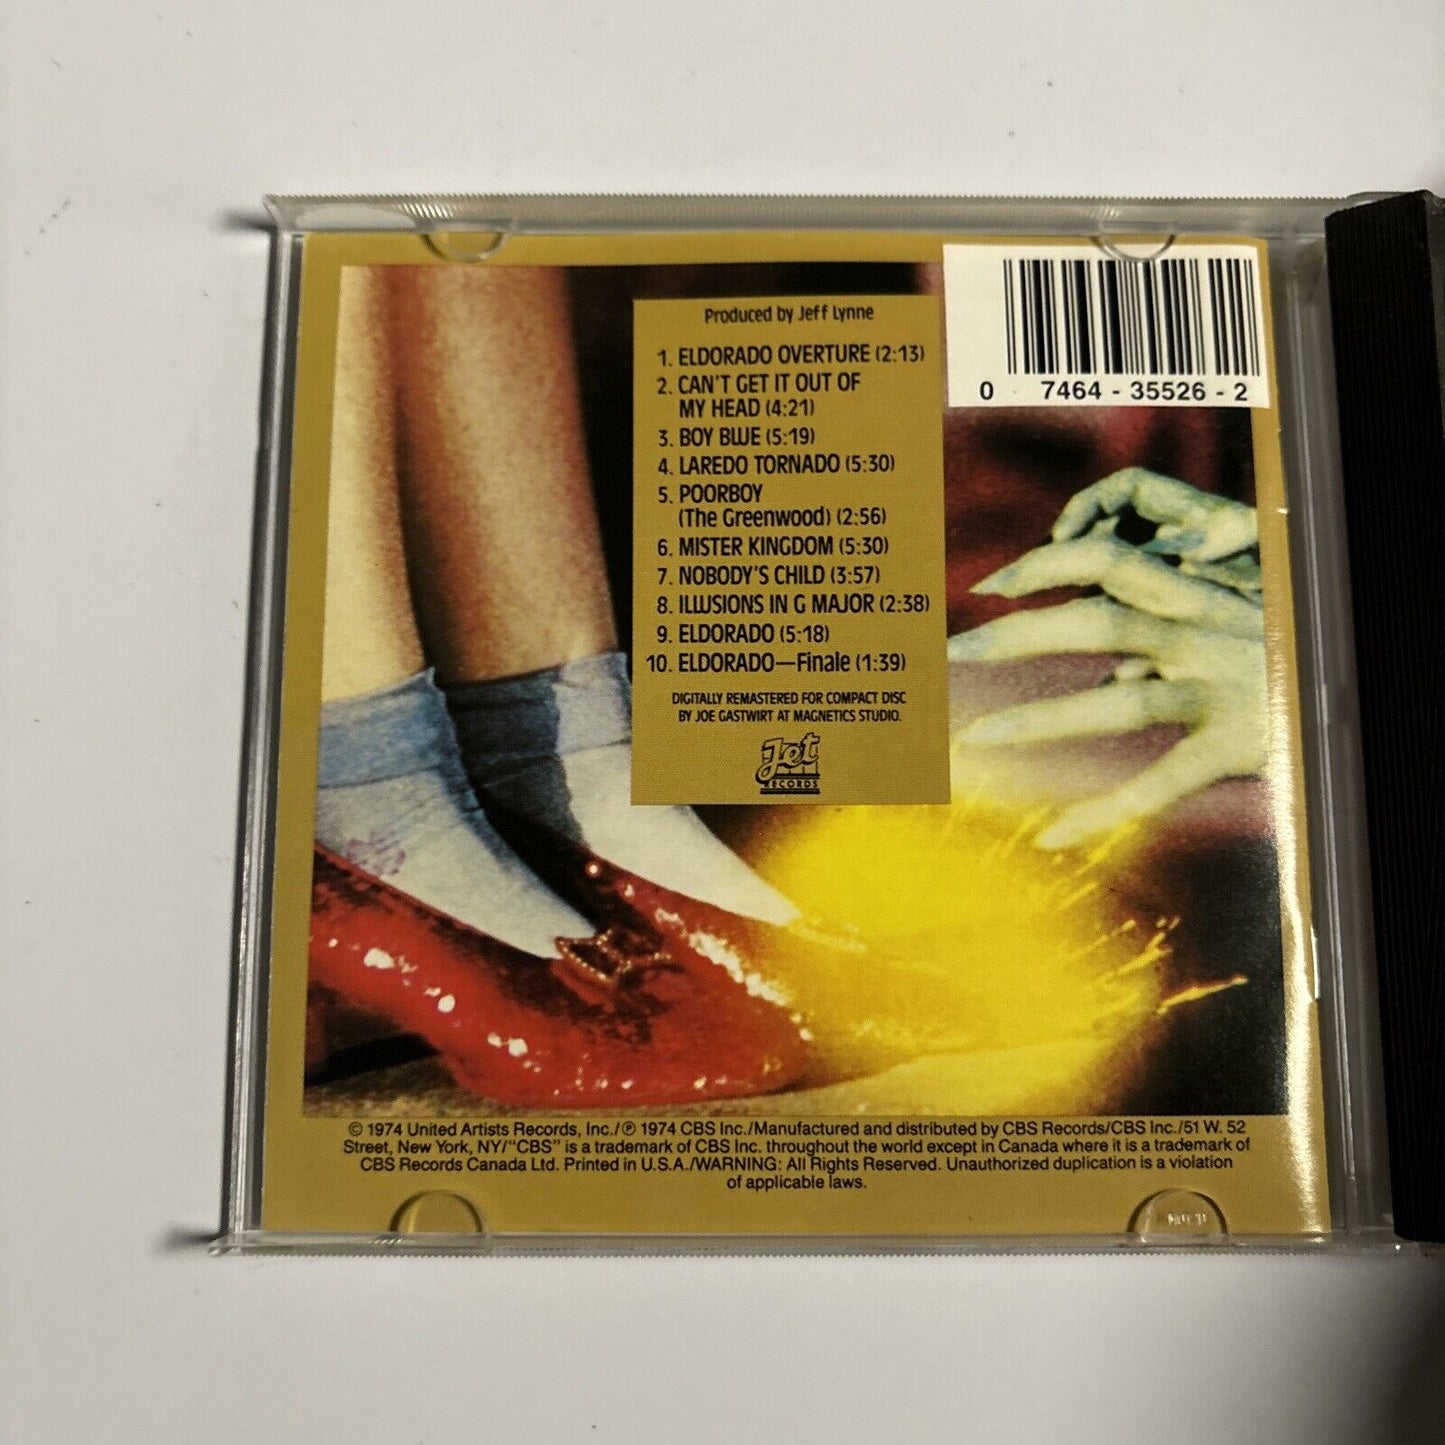 Produced by Jeff Lynne
1. ELDORADO OVERTURE (2:13)
2. CAN'T GET IT OUT OF
MY HEAD (4:21)
3. BOY BLUE (5:19)
4. LAREDO TORNADO (5:30)
5. POORBOY
(The Greenwood) (2:56)
6. MISTER KINGDOM (5:30)
7. NOBODY'S CHILD (3:57)
8. ILLUSIONS IN G MAJOR (2:38)
9. ELDORADO (5:18)
10. ELDORADO—Finale (1:39)
DIGITALLY REMASTERED FOR COMPACT DISC
BY JOE GASTWIRT AT MAGNETICS STUDIO.
Jet
RECORDS
0 7464-35526-2
© 1974 United Artists Records, Inc./℗ 1974 CBS Inc./Manufactured and distributed by CBS Records/CBS Inc./51 W. 52
Street, New York, NY/"CBS" is a trademark of CBS Inc. throughout the world except in Canada where it is a trademark of
CBS Records Canada Ltd. Printed in U.S.A./WARNING: All Rights Reserved. Unauthorized duplication is a violation
of applicable laws.